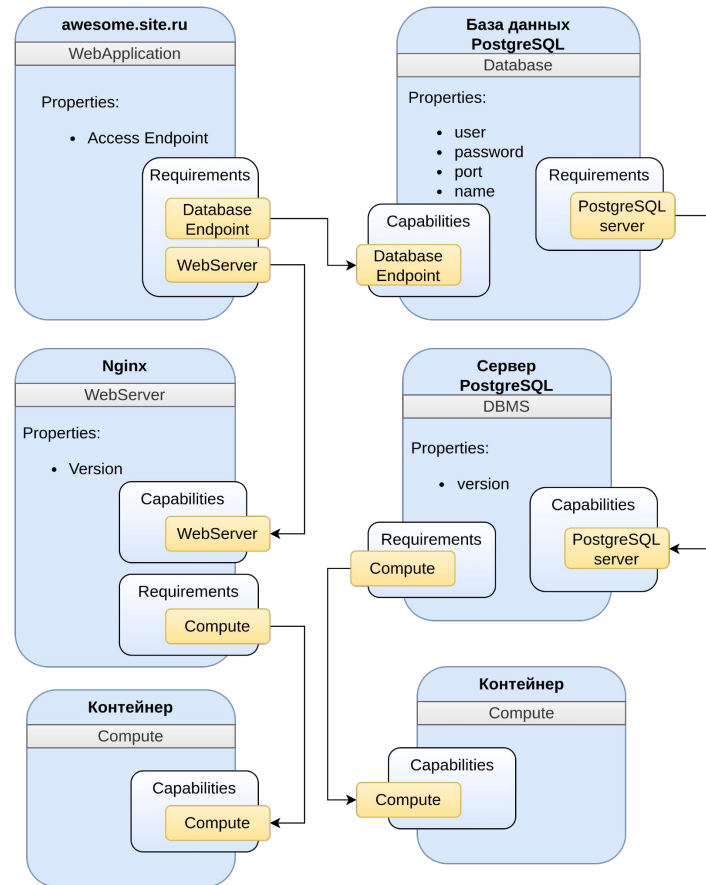 awesome.site.ru
WebApplication
Properties:
• Access Endpoint
Requirements
Database
Endpoint
WebServer
База данных
PostgreSQL
Database
Properties:
• user
• password
• port
• name
Requirements
PostgreSQL
server
Capabilities
Database
Endpoint
Nginx
WebServer
Properties:
• Version
Capabilities
WebServer
Requirements
Compute
Сервер
PostgreSQL
DBMS
Properties:
• version
Capabilities
PostgreSQL
server
Requirements
Compute
Контейнер
Compute
Capabilities
Compute
Контейнер
Compute
Capabilities
Compute